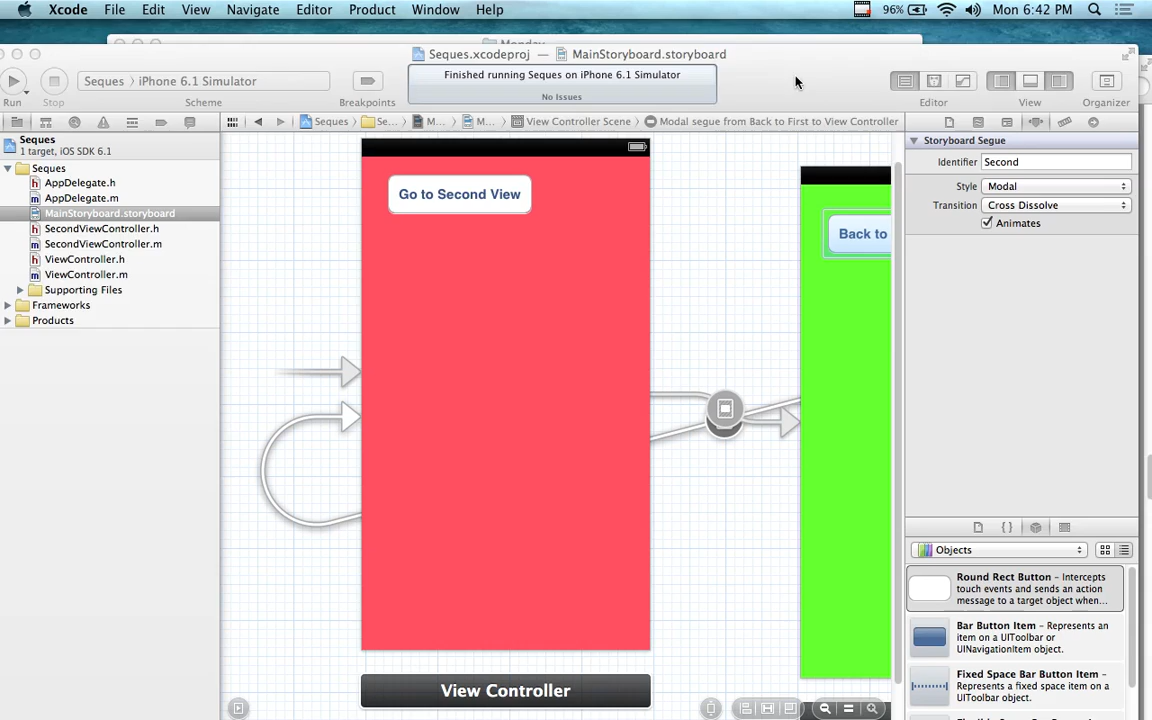 Xcode File Edit View Navigate Editor Product Window Help 96% Mon 6:42 PM
Seques.xcodeproj — MainStoryboard.storyboard
Seques › iPhone 6.1 Simulator
Finished running Seques on iPhone 6.1 Simulator
No Issues
Run Stop Scheme Breakpoints Editor View Organizer
Seques Se... M... M... View Controller Scene Modal segue from Back to First to View Controller
Seques
1 target, iOS SDK 6.1
Seques
AppDelegate.h
AppDelegate.m
MainStoryboard.storyboard
SecondViewController.h
SecondViewController.m
ViewController.h
ViewController.m
Supporting Files
Frameworks
Products
Go to Second View
Back to
View Controller
Storyboard Segue
Identifier Second
Style Modal
Transition Cross Dissolve
Animates
Objects
Round Rect Button – Intercepts
touch events and sends an action
message to a target object when...
Bar Button Item – Represents an
item on a UIToolbar or
UINavigationItem object.
Fixed Space Bar Button Item –
Represents a fixed space item on a
UIToolbar object.